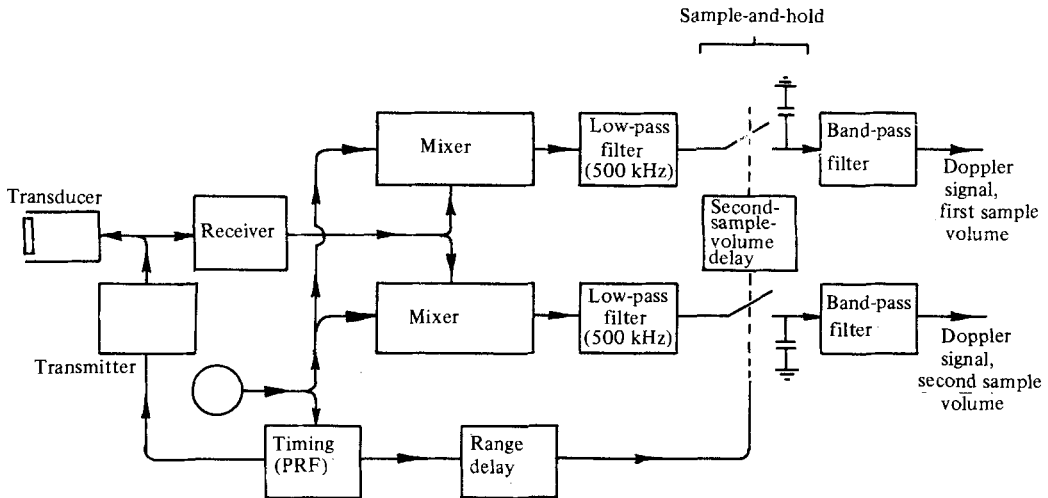 Sample-and-hold
Mixer
Low-pass
filter
(500 kHz)
Band-pass
filter
Doppler
signal,
first sample
volume
Transducer
Receiver
Second-
sample-
volume
delay
Mixer
Low-pass
filter
(500 kHz)
Band-pass
filter
Doppler
signal,
second sample
volume
Transmitter
Timing
(PRF)
Range
delay